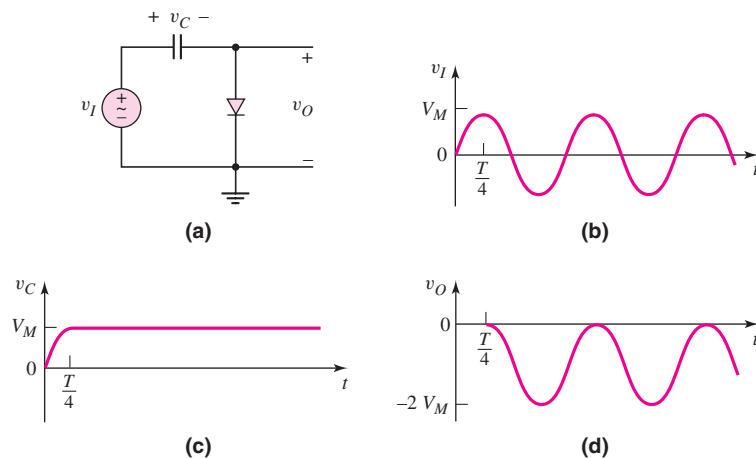 + v_C −
v_I
+
~
−
+
v_O
−
(a)
v_I
V_M
0
T/4
t
(b)
v_C
V_M
0
T/4
t
(c)
v_O
0
T/4
t
−2 V_M
(d)